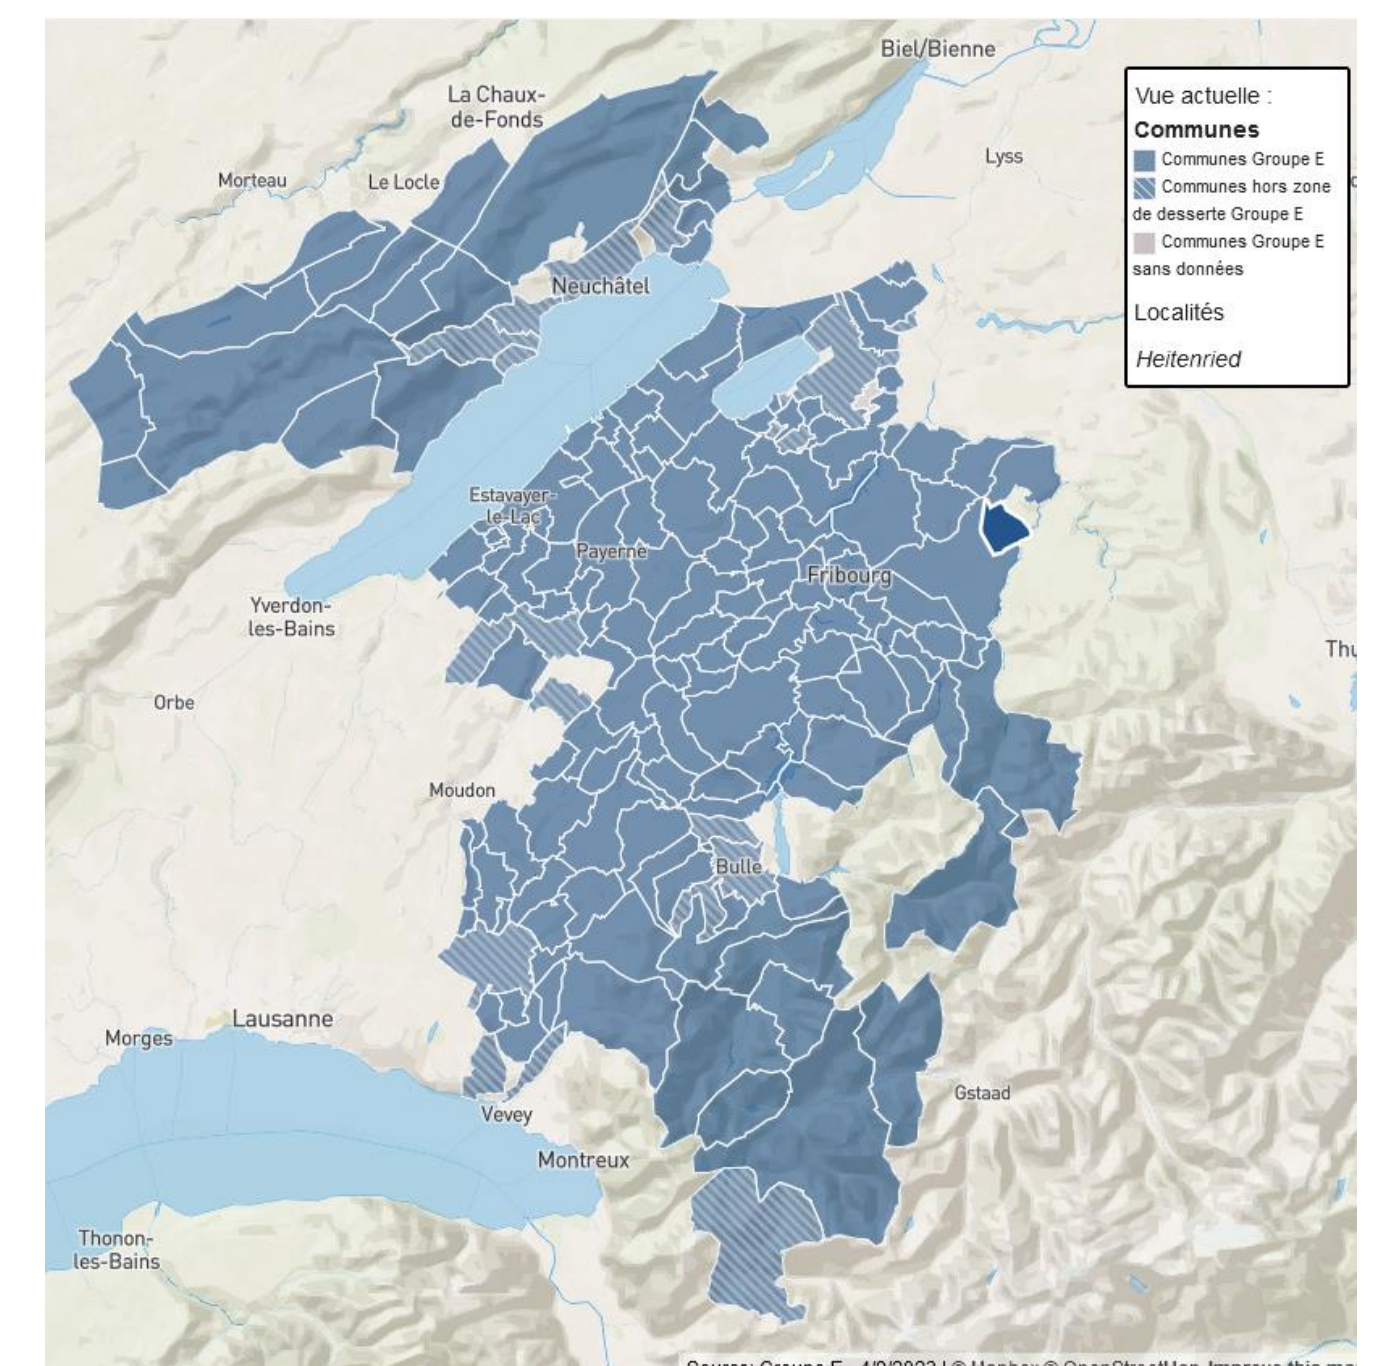 Biel/Bienne
La Chaux-
de-Fonds
Lyss
Morteau
Le Locle
Vue actuelle :
Communes
Communes Groupe E
Communes hors zone
de desserte Groupe E
Communes Groupe E
sans données
Localités
Heitenried
Neuchâtel
Estavayer-
le-Lac
Payerne
Fribourg
Yverdon-
les-Bains
Thu
Orbe
Moudon
Bulle
Lausanne
Morges
Gstaad
Vevey
Montreux
Thonon-
les-Bains